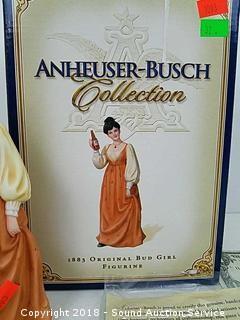 ANHEUSER-BUSCH
Collection
1883 ORIGINAL BUD GIRL
FIGURINE
Copyright 2018 - Sound Auction Service